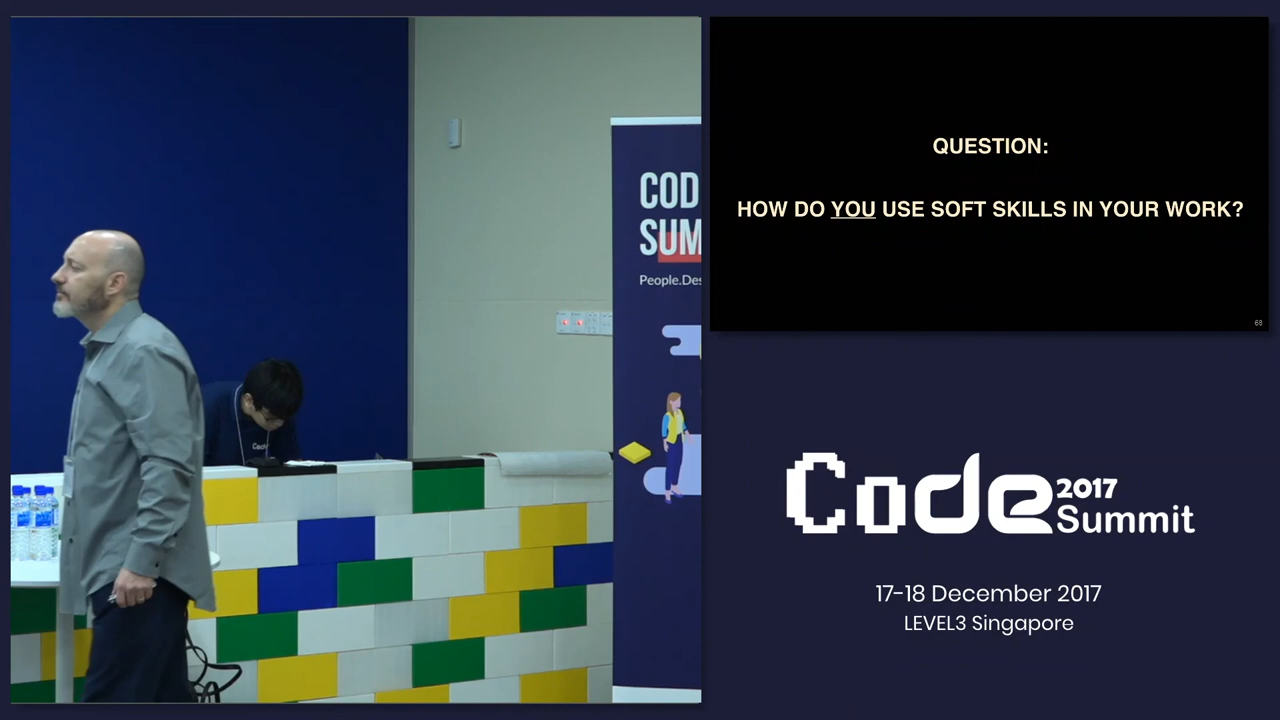 COD
SUM
People.Des
QUESTION:
HOW DO YOU USE SOFT SKILLS IN YOUR WORK?
68
Code
2017
Summit
17-18 December 2017
LEVEL3 Singapore